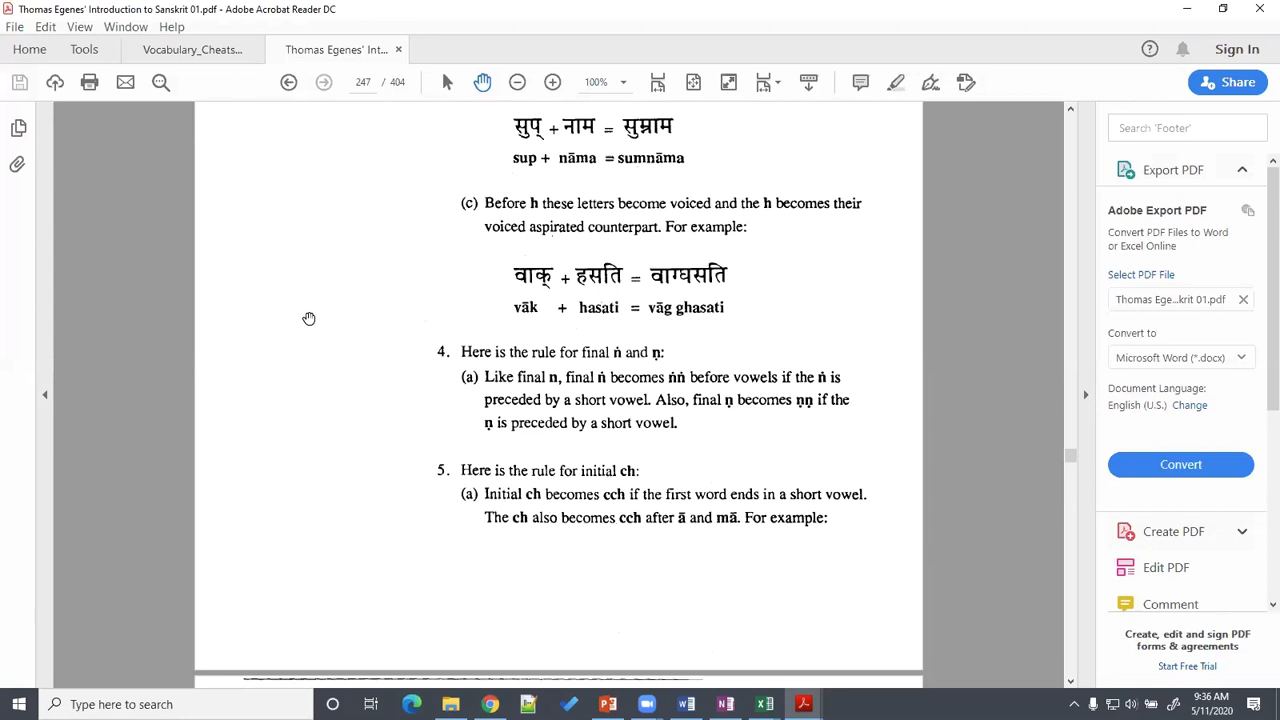 Thomas Egenes' Introduction to Sanskrit 01.pdf - Adobe Acrobat Reader DC
File Edit View Window Help
Home Tools Vocabulary_Cheats... Thomas Egenes' Int... × Sign In
247 / 404 100% Share
सुप् + नाम = सुम्नाम
sup + nāma = sumnāma
(c) Before h these letters become voiced and the h becomes their
voiced aspirated counterpart. For example:
वाक् + हसति = वाग्घसति
vāk + hasati = vāg ghasati
4. Here is the rule for final ṅ and ṇ:
(a) Like final n, final ṅ becomes ṅṅ before vowels if the ṅ is
preceded by a short vowel. Also, final ṇ becomes ṇṇ if the
ṇ is preceded by a short vowel.
5. Here is the rule for initial ch:
(a) Initial ch becomes cch if the first word ends in a short vowel.
The ch also becomes cch after ā and mā. For example:
Search 'Footer'
Export PDF
Adobe Export PDF
Convert PDF Files to Word
or Excel Online
Select PDF File
Thomas Ege...krit 01.pdf ×
Convert to
Microsoft Word (*.docx)
Document Language:
English (U.S.) Change
Convert
Create PDF
Edit PDF
Comment
Create, edit and sign PDF
forms & agreements
Start Free Trial
Type here to search
9:36 AM
5/11/2020